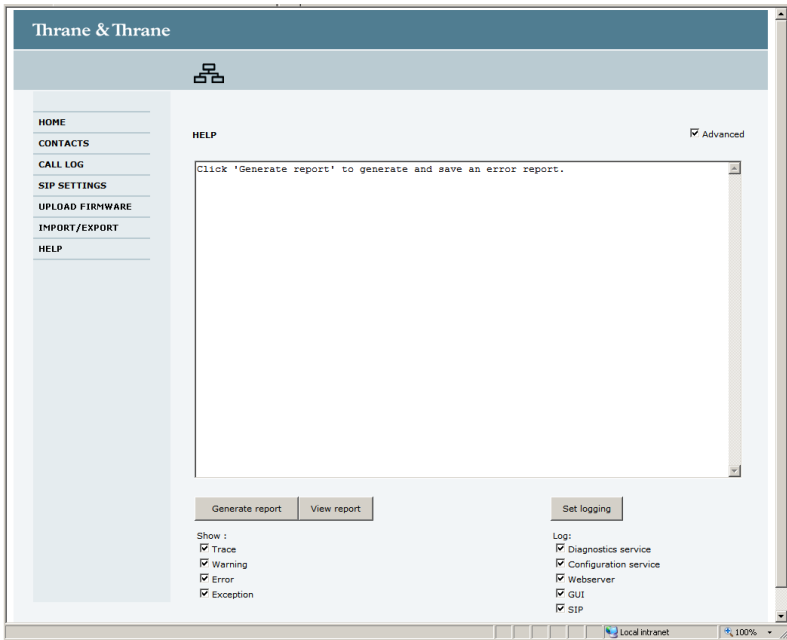 Thrane & Thrane
HOME
CONTACTS
CALL LOG
SIP SETTINGS
UPLOAD FIRMWARE
IMPORT/EXPORT
HELP
HELP
Advanced
Click 'Generate report' to generate and save an error report.
Generate report
View report
Set logging
Show :
Trace
Warning
Error
Exception
Log:
Diagnostics service
Configuration service
Webserver
GUI
SIP
Local intranet
100%